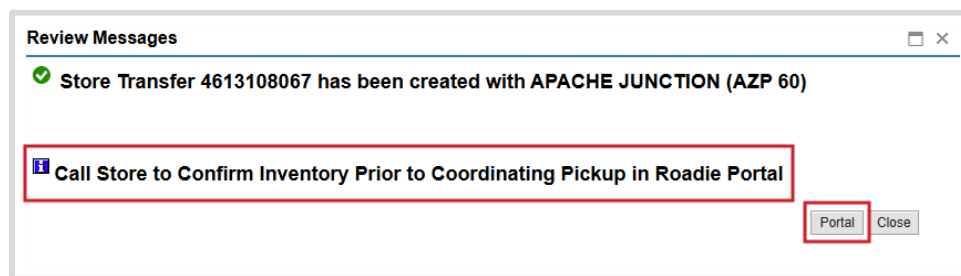 Review Messages
Store Transfer 4613108067 has been created with APACHE JUNCTION (AZP 60)
Call Store to Confirm Inventory Prior to Coordinating Pickup in Roadie Portal
Portal Close